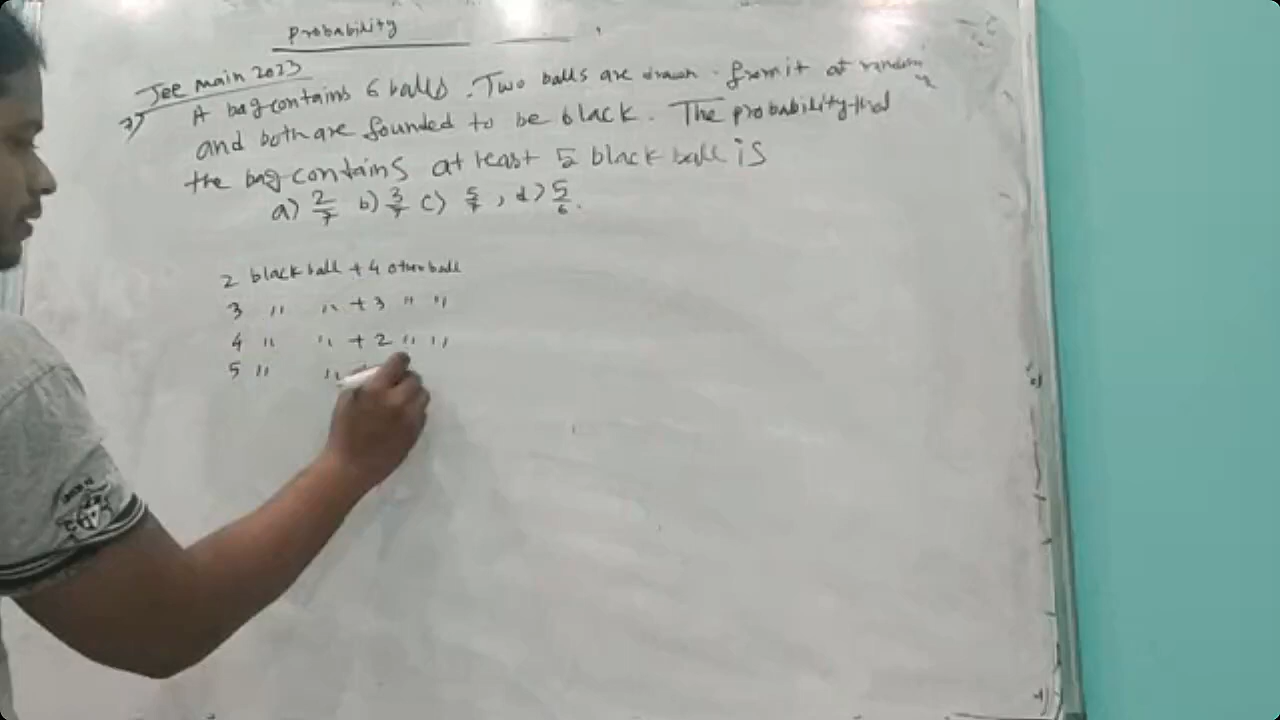 Probability
Jee main 2023
7) A bag contains 6 balls. Two balls are drawn from it at random
and both are founded to be black. The probability that
the bag contains at least 5 black ball is
a) 2/7 b) 3/7 c) 5/7, d) 5/6.
2 black ball + 4 other ball
3 " " + 3 " "
4 " " + 2 " "
5 " "